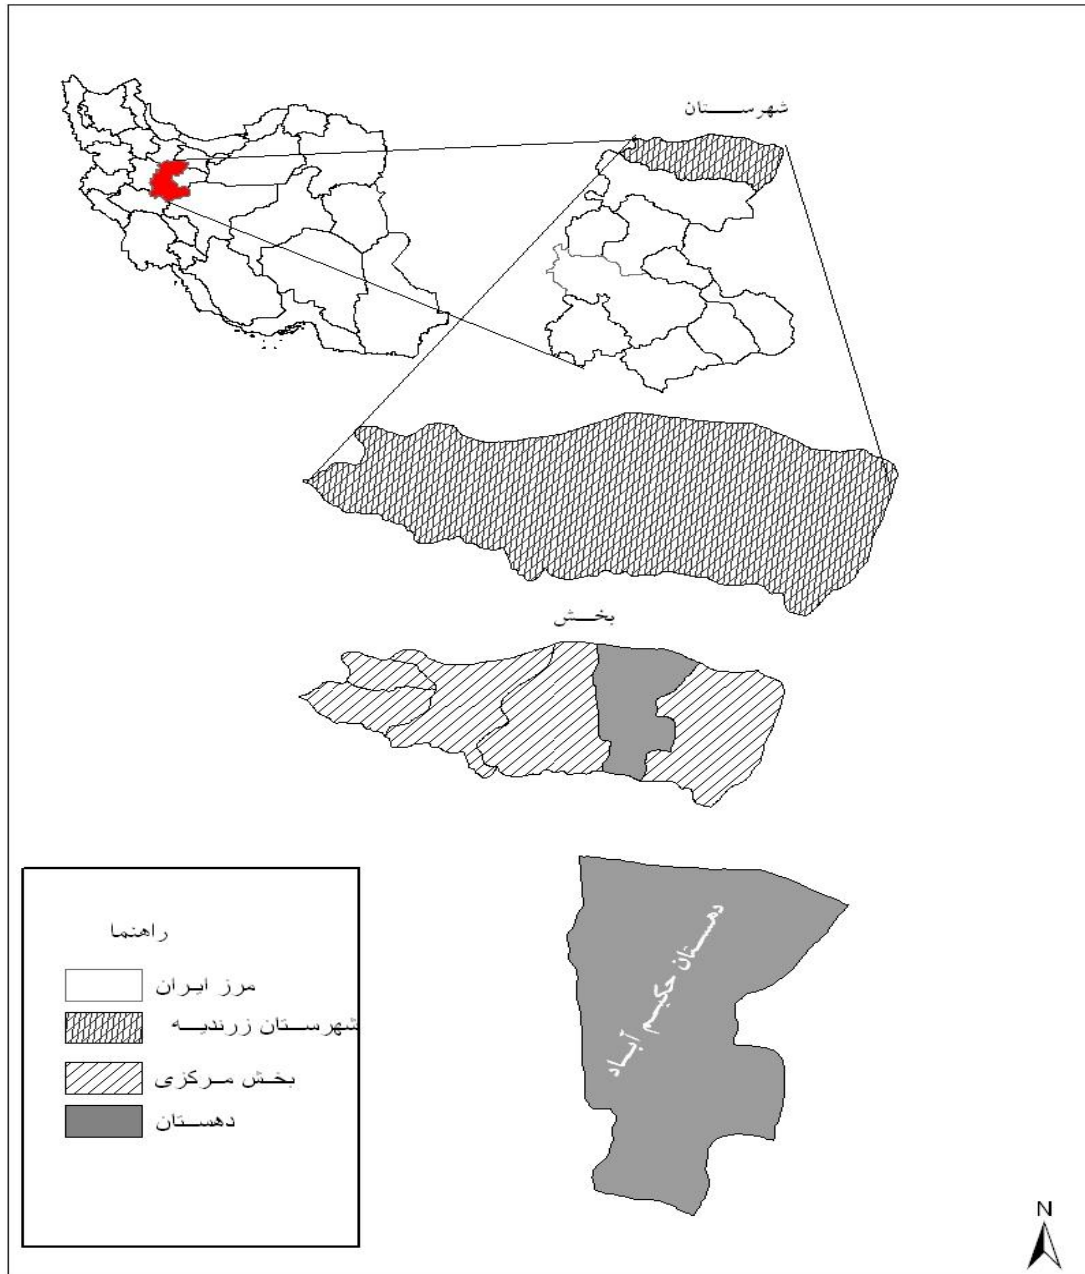 شهرستان
بخش
دهستان حکیم آباد
راهنما
مرز ایران
شهرستان زرندیه
بخش مرکزی
دهستان
N